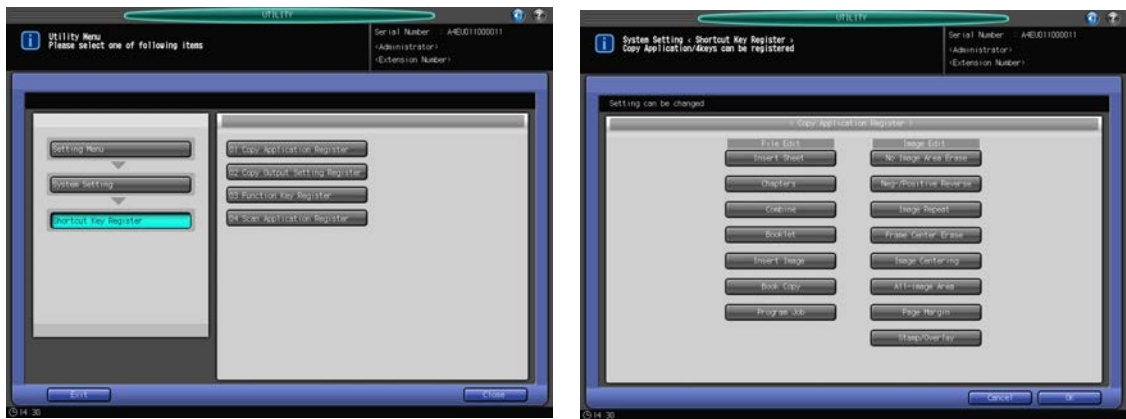 UTILITY
Utility Menu
Please select one of following items
Serial Number : A4EU011000011
<Administrator>
<Extension Number>
Setting Menu
System Setting
Shortcut Key Register
01 Copy Application Register
02 Copy Output Setting Register
03 Function Key Register
04 Scan Application Register
Exit
Close
14:30
UTILITY
System Setting < Shortcut Key Register >
Copy Application/4keys can be registered
Serial Number : A4EU011000011
<Administrator>
<Extension Number>
Setting can be changed
< Copy Application Register >
File Edit
Insert Sheet
Chapters
Combine
Booklet
Insert Image
Book Copy
Program Job
Image Edit
No Image Area Erase
Neg-/Positive Reverse
Image Repeat
Frame Center Erase
Image Centering
All-image Area
Page Margin
Stamp/Overlay
Cancel
OK
14:30